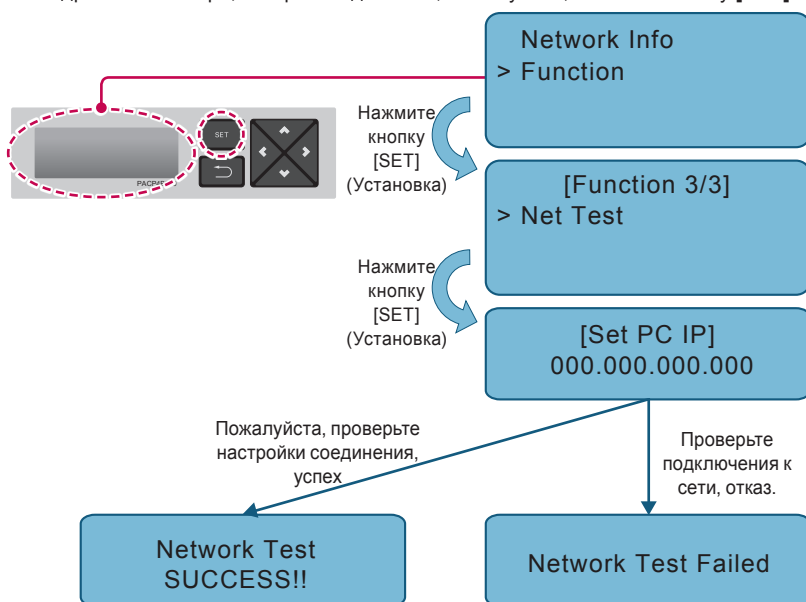 Network Info
> Function
SET
Нажмите
кнопку
[SET]
(Установка)
[Function 3/3]
> Net Test
Нажмите
кнопку
[SET]
(Установка)
[Set PC IP]
000.000.000.000
Пожалуйста, проверьте
настройки соединения,
успех
Проверьте
подключения к
сети, отказ.
Network Test
SUCCESS!!
Network Test Failed